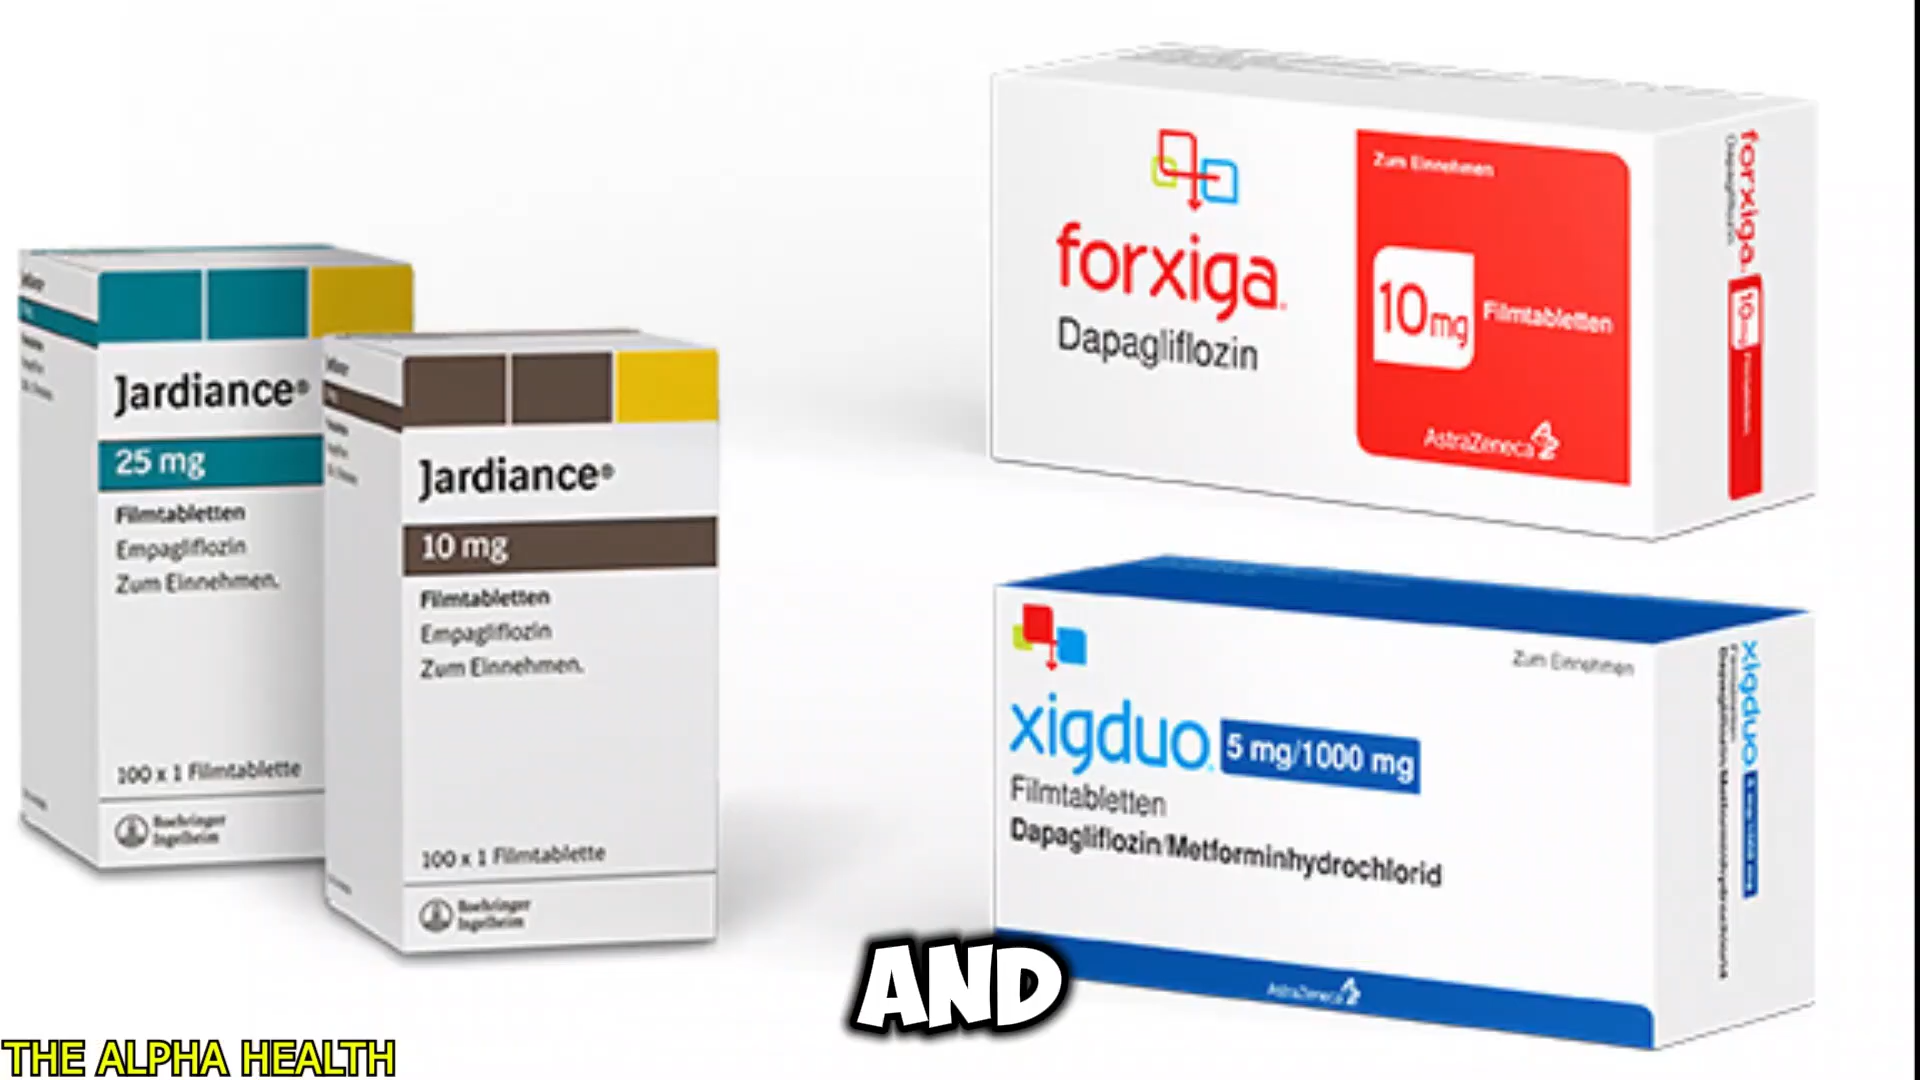 Jardiance®
25 mg
Filmtabletten
Empagliflozin
Zum Einnehmen.
100 x 1 Filmtablette
Boehringer
Ingelheim
Jardiance®
10 mg
Filmtabletten
Empagliflozin
Zum Einnehmen.
100 x 1 Filmtablette
Boehringer
Ingelheim
forxiga
Dapagliflozin
Zum Einnehmen
10mg Filmtabletten
AstraZeneca
forxiga 10mg
Dapagliflozin
Zum Einnehmen
xigduo 5 mg/1000 mg
Filmtabletten
Dapagliflozin/Metforminhydrochlorid
AstraZeneca
xigduo
AND
THE ALPHA HEALTH